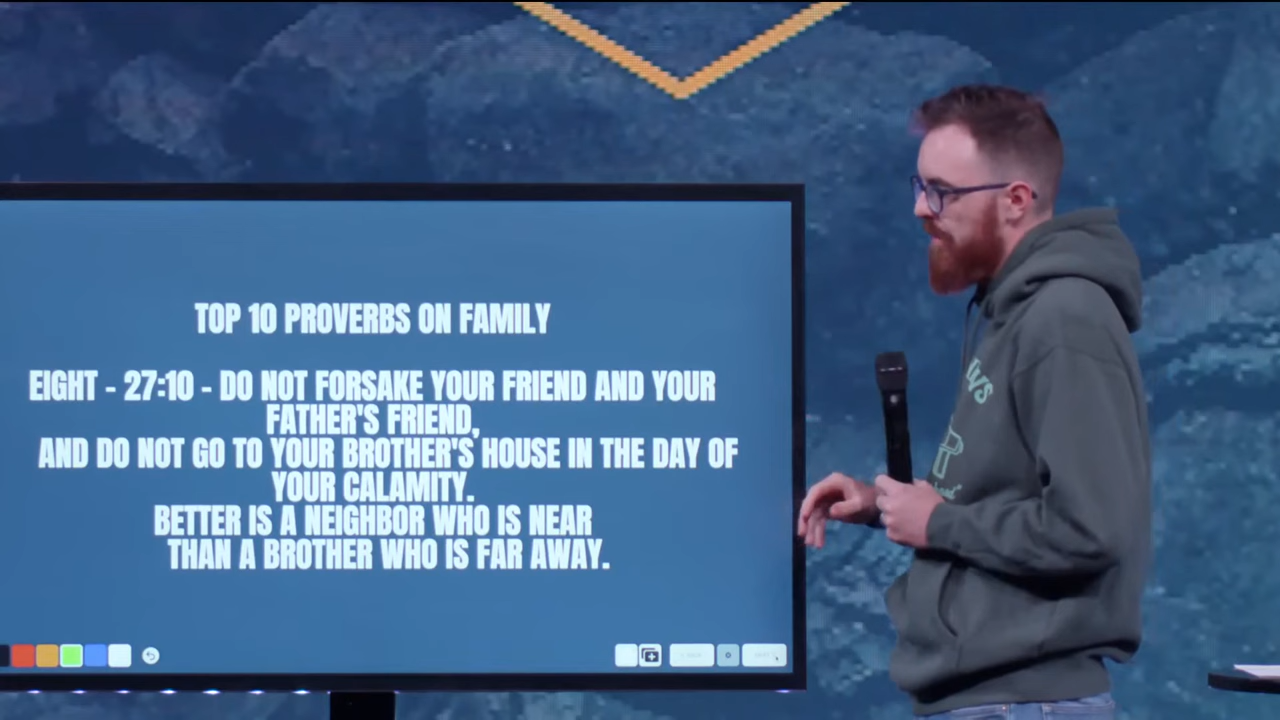 TOP 10 PROVERBS ON FAMILY
EIGHT - 27:10 - DO NOT FORSAKE YOUR FRIEND AND YOUR
FATHER'S FRIEND,
AND DO NOT GO TO YOUR BROTHER'S HOUSE IN THE DAY OF
YOUR CALAMITY.
BETTER IS A NEIGHBOR WHO IS NEAR
THAN A BROTHER WHO IS FAR AWAY.